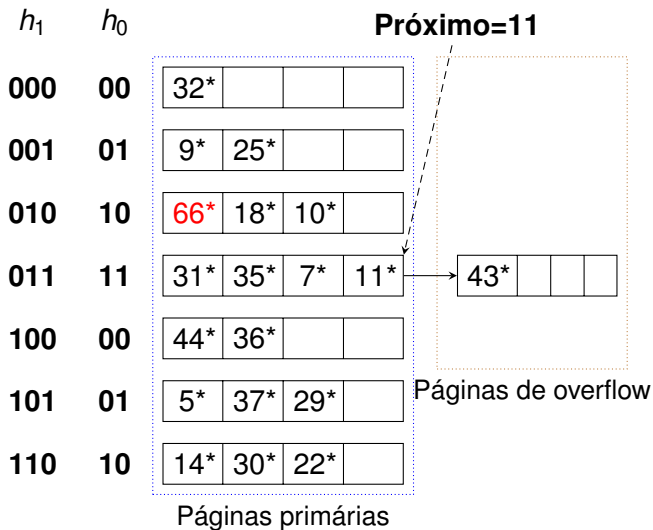 h1 h0 Próximo=11
000 00 32*
001 01 9* 25*
010 10 66* 18* 10*
011 11 31* 35* 7* 11* 43*
100 00 44* 36*
101 01 5* 37* 29*
Páginas de overflow
110 10 14* 30* 22*
Páginas primárias